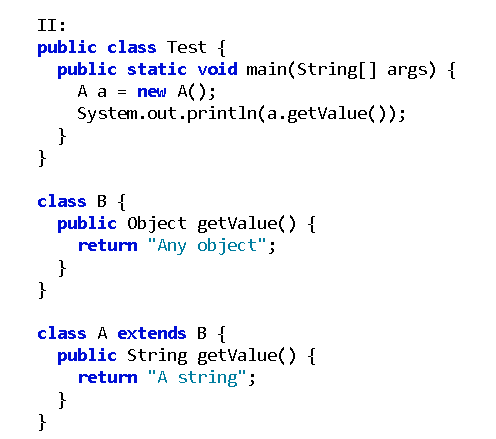 II:
public class Test {
  public static void main(String[] args) {
    A a = new A();
    System.out.println(a.getValue());
  }
}

class B {
  public Object getValue() {
    return "Any object";
  }
}

class A extends B {
  public String getValue() {
    return "A string";
  }
}